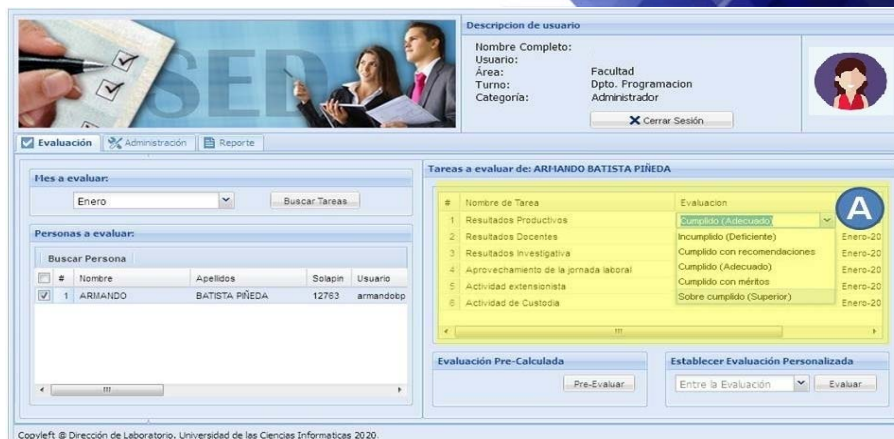 SED
Descripcion de usuario
Nombre Completo:
Usuario:
Área: Facultad
Turno: Dpto. Programacion
Categoría: Administrador
Cerrar Sesión
Evaluación Administración Reporte
Mes a evaluar:
Enero Buscar Tareas
Personas a evaluar:
Buscar Persona
# Nombre Apellidos Solapin Usuario
1 ARMANDO BATISTA PIÑEDA 12763 armandobp
Tareas a evaluar de: ARMANDO BATISTA PIÑEDA
# Nombre de Tarea Evaluacion
A
1 Resultados Productivos Cumplido (Adecuado)
2 Resultados Docentes Incumplido (Deficiente) Enero-20
3 Resultados Investigativa Cumplido con recomendaciones Enero-20
4 Aprovechamiento de la jornada laboral Cumplido (Adecuado) Enero-20
5 Actividad extensionista Cumplido con méritos Enero-20
6 Actividad de Custodia Sobre cumplido (Superior) Enero-20
Evaluación Pre-Calculada
Pre-Evaluar
Establecer Evaluación Personalizada
Entre la Evaluación Evaluar
Copyleft @ Dirección de Laboratorio. Universidad de las Ciencias Informaticas 2020.